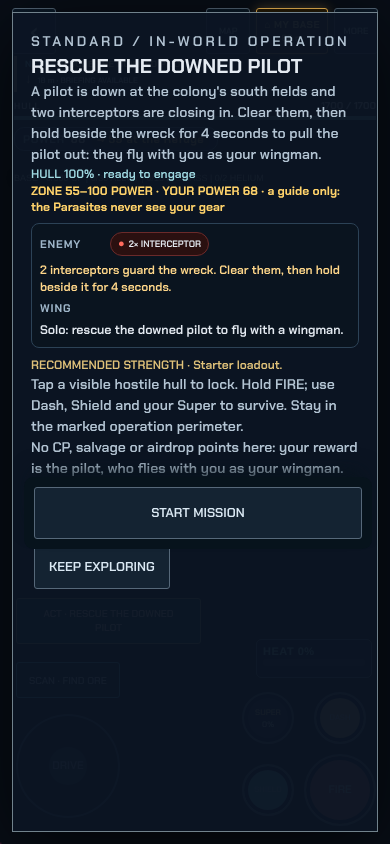 STANDARD / IN-WORLD OPERATION
RESCUE THE DOWNED PILOT
A pilot is down at the colony's south fields and
two interceptors are closing in. Clear them, then
hold beside the wreck for 4 seconds to pull the
pilot out: they fly with you as your wingman.
HULL 100% · ready to engage
ZONE 55–100 POWER · YOUR POWER 68 · a guide only:
the Parasites never see your gear
ENEMY
2× INTERCEPTOR
2 interceptors guard the wreck. Clear them, then hold
beside it for 4 seconds.
WING
Solo: rescue the downed pilot to fly with a wingman.
RECOMMENDED STRENGTH · Starter loadout.
Tap a visible hostile hull to lock. Hold FIRE; use
Dash, Shield and your Super to survive. Stay in
the marked operation perimeter.
No CP, salvage or airdrop points here: your reward
is the pilot, who flies with you as your wingman.
START MISSION
KEEP EXPLORING
ACT · RESCUE THE DOWNED
PILOT